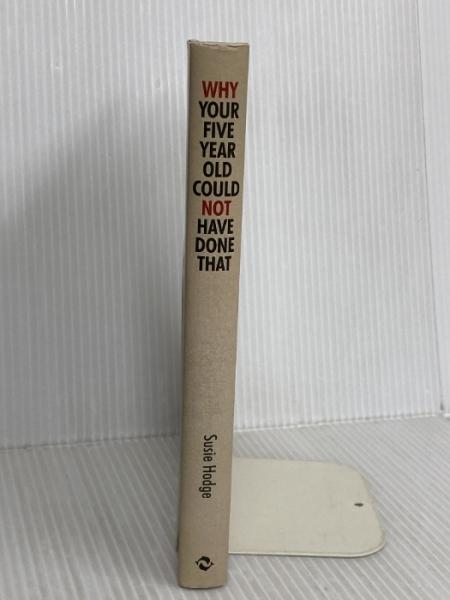 WHY
YOUR
FIVE
YEAR
OLD
COULD
NOT
HAVE
DONE
THAT
Susie Hodge